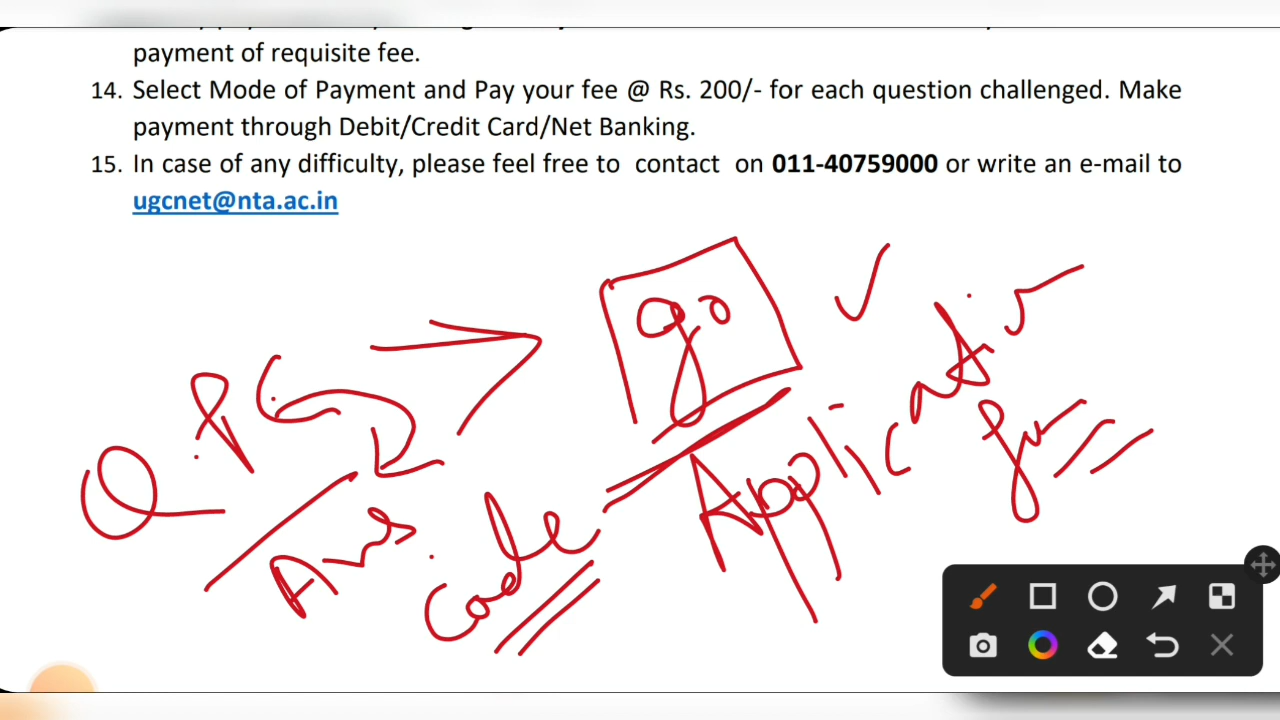 payment of requisite fee.
14. Select Mode of Payment and Pay your fee @ Rs. 200/- for each question challenged. Make
payment through Debit/Credit Card/Net Banking.
15. In case of any difficulty, please feel free to contact on 011-40759000 or write an e-mail to
ugcnet@nta.ac.in
Ans.
Code
Application